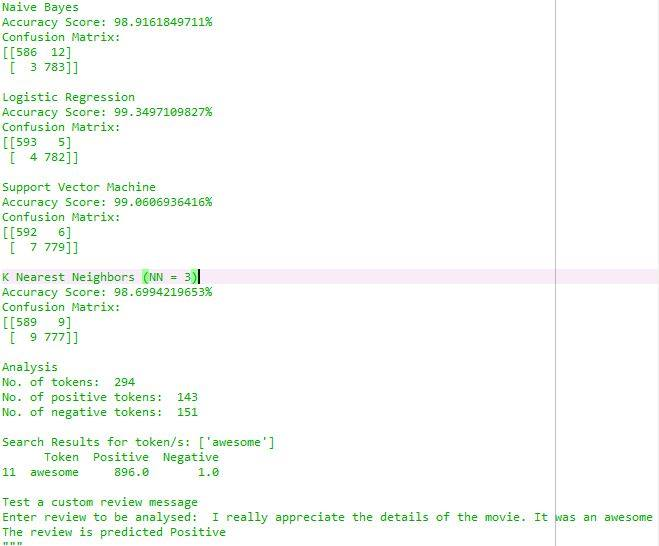 Naive Bayes
Accuracy Score: 98.9161849711%
Confusion Matrix:
[[586  12]
 [  3 783]]
Logistic Regression
Accuracy Score: 99.3497109827%
Confusion Matrix:
[[593   5]
 [  4 782]]
Support Vector Machine
Accuracy Score: 99.0606936416%
Confusion Matrix:
[[592   6]
 [  7 779]]
K Nearest Neighbors (NN = 3)
Accuracy Score: 98.6994219653%
Confusion Matrix:
[[589   9]
 [  9 777]]
Analysis
No. of tokens:  294
No. of positive tokens:  143
No. of negative tokens:  151
Search Results for token/s: ['awesome']
      Token  Positive  Negative
11  awesome     896.0       1.0
Test a custom review message
Enter review to be analysed:  I really appreciate the details of the movie. It was an awesome
The review is predicted Positive
"""